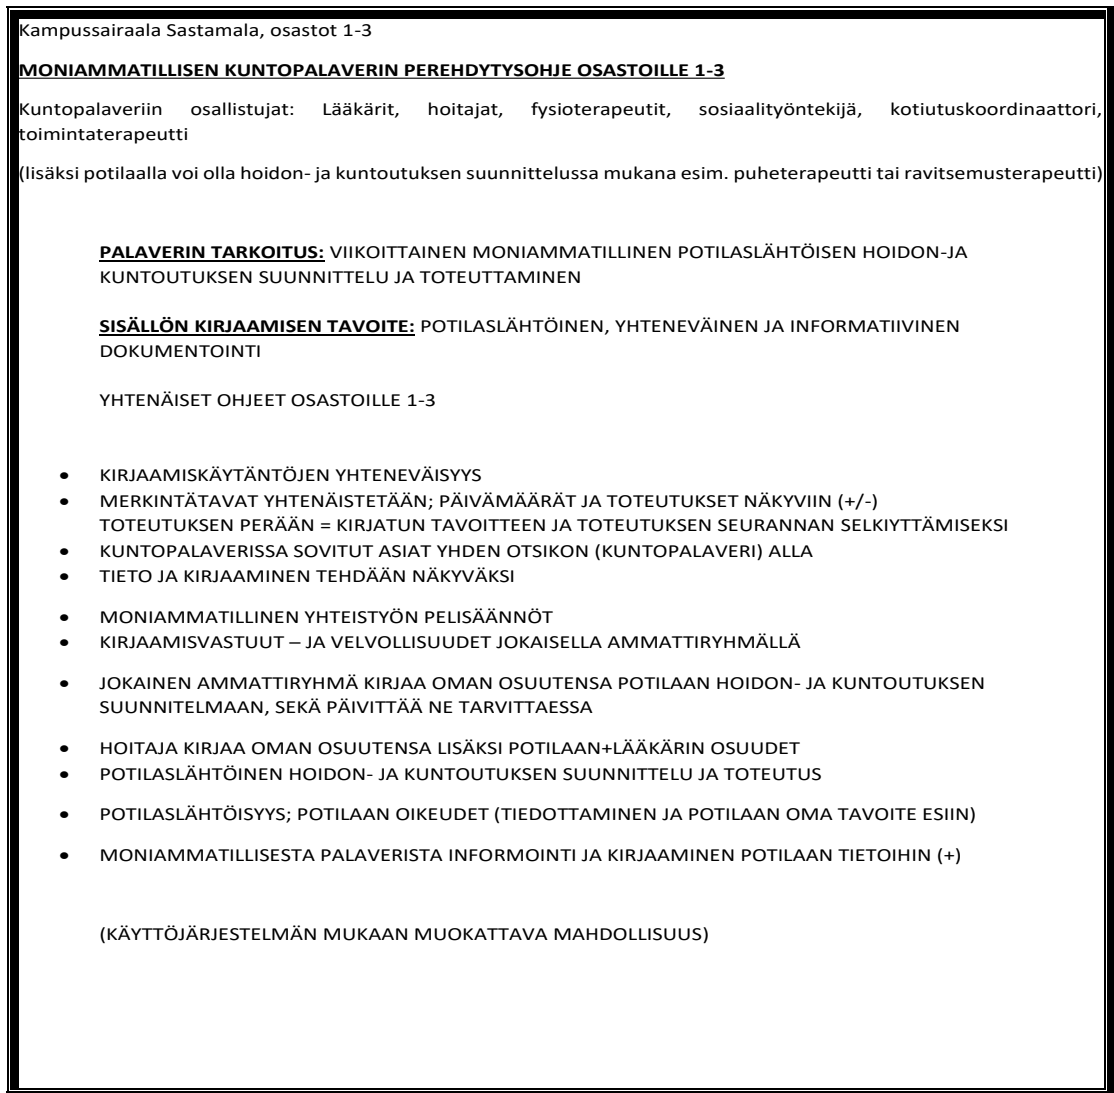 Kampussairaala Sastamala, osastot 1-3
MONIAMMATILLISEN KUNTOPALAVERIN PEREHDYTYSOHJE OSASTOILLE 1-3
Kuntopalaveriin osallistujat: Lääkärit, hoitajat, fysioterapeutit, sosiaalityöntekijä, kotiutuskoordinaattori,
toimintaterapeutti
(lisäksi potilaalla voi olla hoidon- ja kuntoutuksen suunnittelussa mukana esim. puheterapeutti tai ravitsemusterapeutti)
PALAVERIN TARKOITUS: VIIKOITTAINEN MONIAMMATILLINEN POTILASLÄHTÖISEN HOIDON-JA
KUNTOUTUKSEN SUUNNITTELU JA TOTEUTTAMINEN
SISÄLLÖN KIRJAAMISEN TAVOITE: POTILASLÄHTÖINEN, YHTENEVÄINEN JA INFORMATIIVINEN
DOKUMENTOINTI
YHTENÄISET OHJEET OSASTOILLE 1-3
• KIRJAAMISKÄYTÄNTÖJEN YHTENEVÄISYYS
• MERKINTÄTAVAT YHTENÄISTETÄÄN; PÄIVÄMÄÄRÄT JA TOTEUTUKSET NÄKYVIIN (+/-)
TOTEUTUKSEN PERÄÄN = KIRJATUN TAVOITTEEN JA TOTEUTUKSEN SEURANNAN SELKIYTTÄMISEKSI
• KUNTOPALAVERISSA SOVITUT ASIAT YHDEN OTSIKON (KUNTOPALAVERI) ALLA
• TIETO JA KIRJAAMINEN TEHDÄÄN NÄKYVÄKSI
• MONIAMMATILLINEN YHTEISTYÖN PELISÄÄNNÖT
• KIRJAAMISVASTUUT – JA VELVOLLISUUDET JOKAISELLA AMMATTIRYHMÄLLÄ
• JOKAINEN AMMATTIRYHMÄ KIRJAA OMAN OSUUTENSA POTILAAN HOIDON- JA KUNTOUTUKSEN
SUUNNITELMAAN, SEKÄ PÄIVITTÄÄ NE TARVITTAESSA
• HOITAJA KIRJAA OMAN OSUUTENSA LISÄKSI POTILAAN+LÄÄKÄRIN OSUUDET
• POTILASLÄHTÖINEN HOIDON- JA KUNTOUTUKSEN SUUNNITTELU JA TOTEUTUS
• POTILASLÄHTÖISYYS; POTILAAN OIKEUDET (TIEDOTTAMINEN JA POTILAAN OMA TAVOITE ESIIN)
• MONIAMMATILLISESTA PALAVERISTA INFORMOINTI JA KIRJAAMINEN POTILAAN TIETOIHIN (+)
(KÄYTTÖJÄRJESTELMÄN MUKAAN MUOKATTAVA MAHDOLLISUUS)